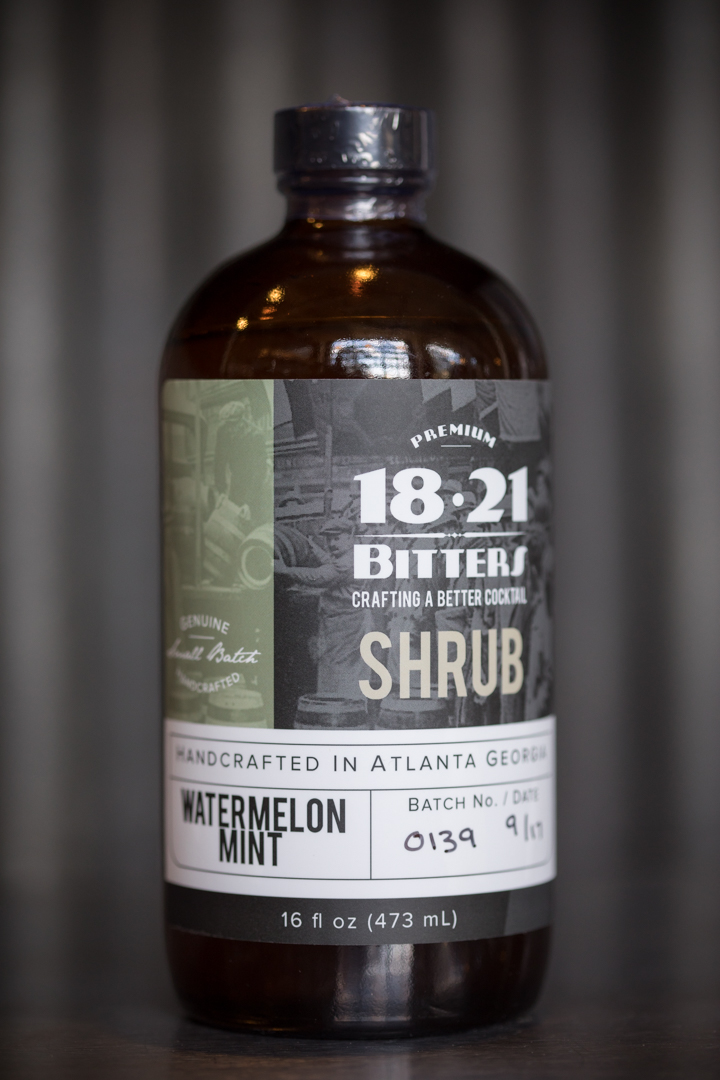 PREMIUM
18·21
BITTERS
CRAFTING A BETTER COCKTAIL
SHRUB
GENUINE
Small Batch
HANDCRAFTED
HANDCRAFTED IN ATLANTA GEORGIA
WATERMELON
MINT
BATCH No. / DATE
0139 9/17
16 fl oz (473 mL)